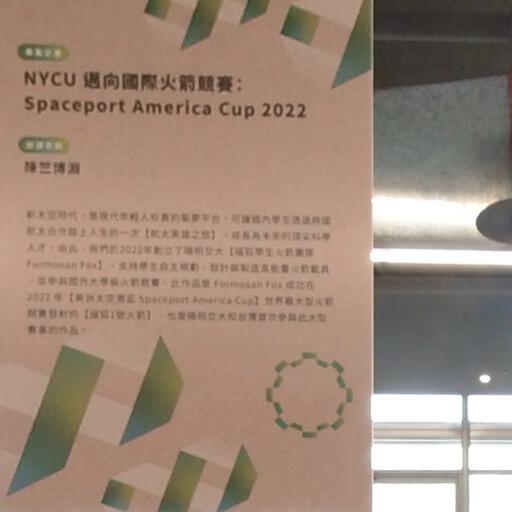 NYCU 邁向國際火箭競賽：
Spaceport America Cup 2022
陳竺博淵
新太空時代，是現代年輕人珍貴的築夢平台，可讓國內學生透過跨國
航太合作踏上人生的一次【航太英雄之旅】，成長為未來的頂尖科學
人才。由此，我們於2022年創立了陽明交大【福狐學生火箭團隊
Formosan Fox】，支持學生自主規劃、設計與製造高能量火箭載具
，並參與國外大學級火箭競賽。此作品是 Formosan Fox 成功在
2022 年【美洲太空港盃 Spaceport America Cup】世界最大型火箭
競賽發射的【福狐1號火箭】，也是陽明交大和台灣首次參與此大型
賽事的作品。